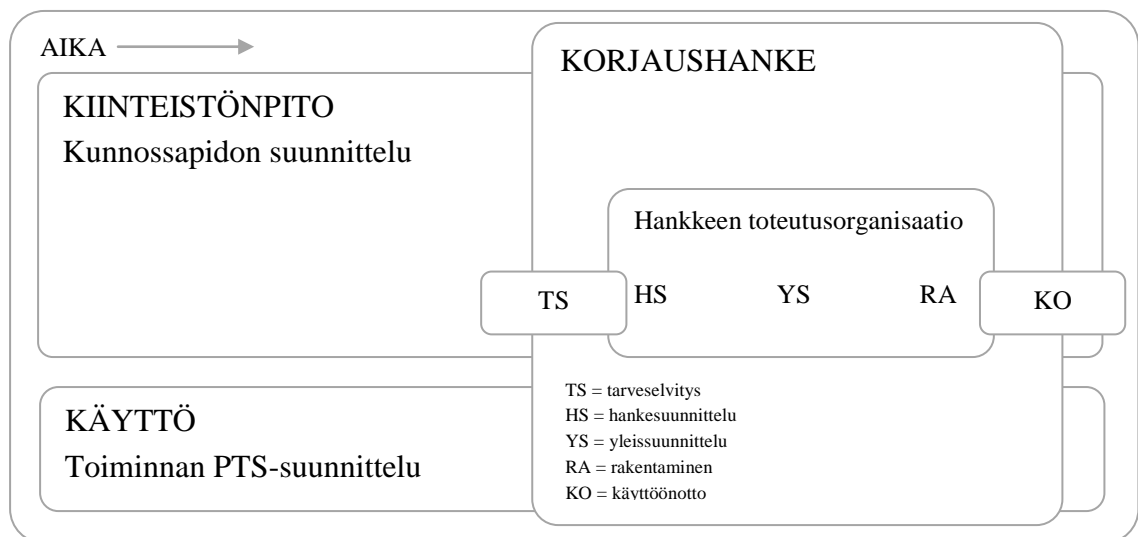 AIKA
KORJAUSHANKE
KIINTEISTÖNPITO
Kunnossapidon suunnittelu
Hankkeen toteutusorganisaatio
TS
HS
YS
RA
KO
TS = tarveselvitys
HS = hankesuunnittelu
YS = yleissuunnittelu
RA = rakentaminen
KO = käyttöönotto
KÄYTTÖ
Toiminnan PTS-suunnittelu